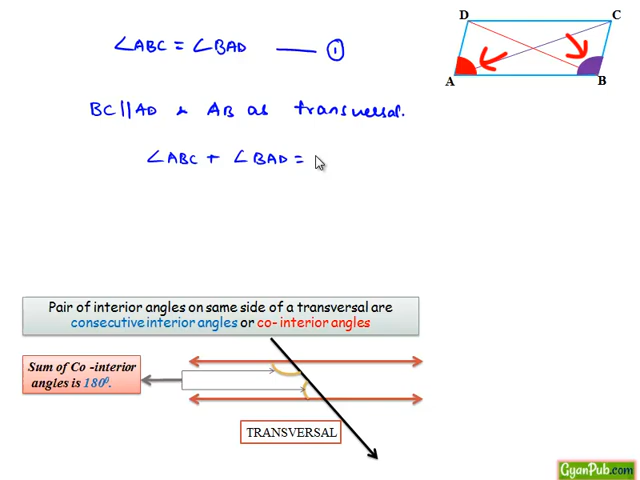 ∠ABC = ∠BAD —— ①
D
C
A
B
BC || AD & AB as transversal.
∠ABC + ∠BAD =
Pair of interior angles on same side of a transversal are
consecutive interior angles or co- interior angles
Sum of Co -interior
angles is 180⁰.
TRANSVERSAL
GyanPub.com